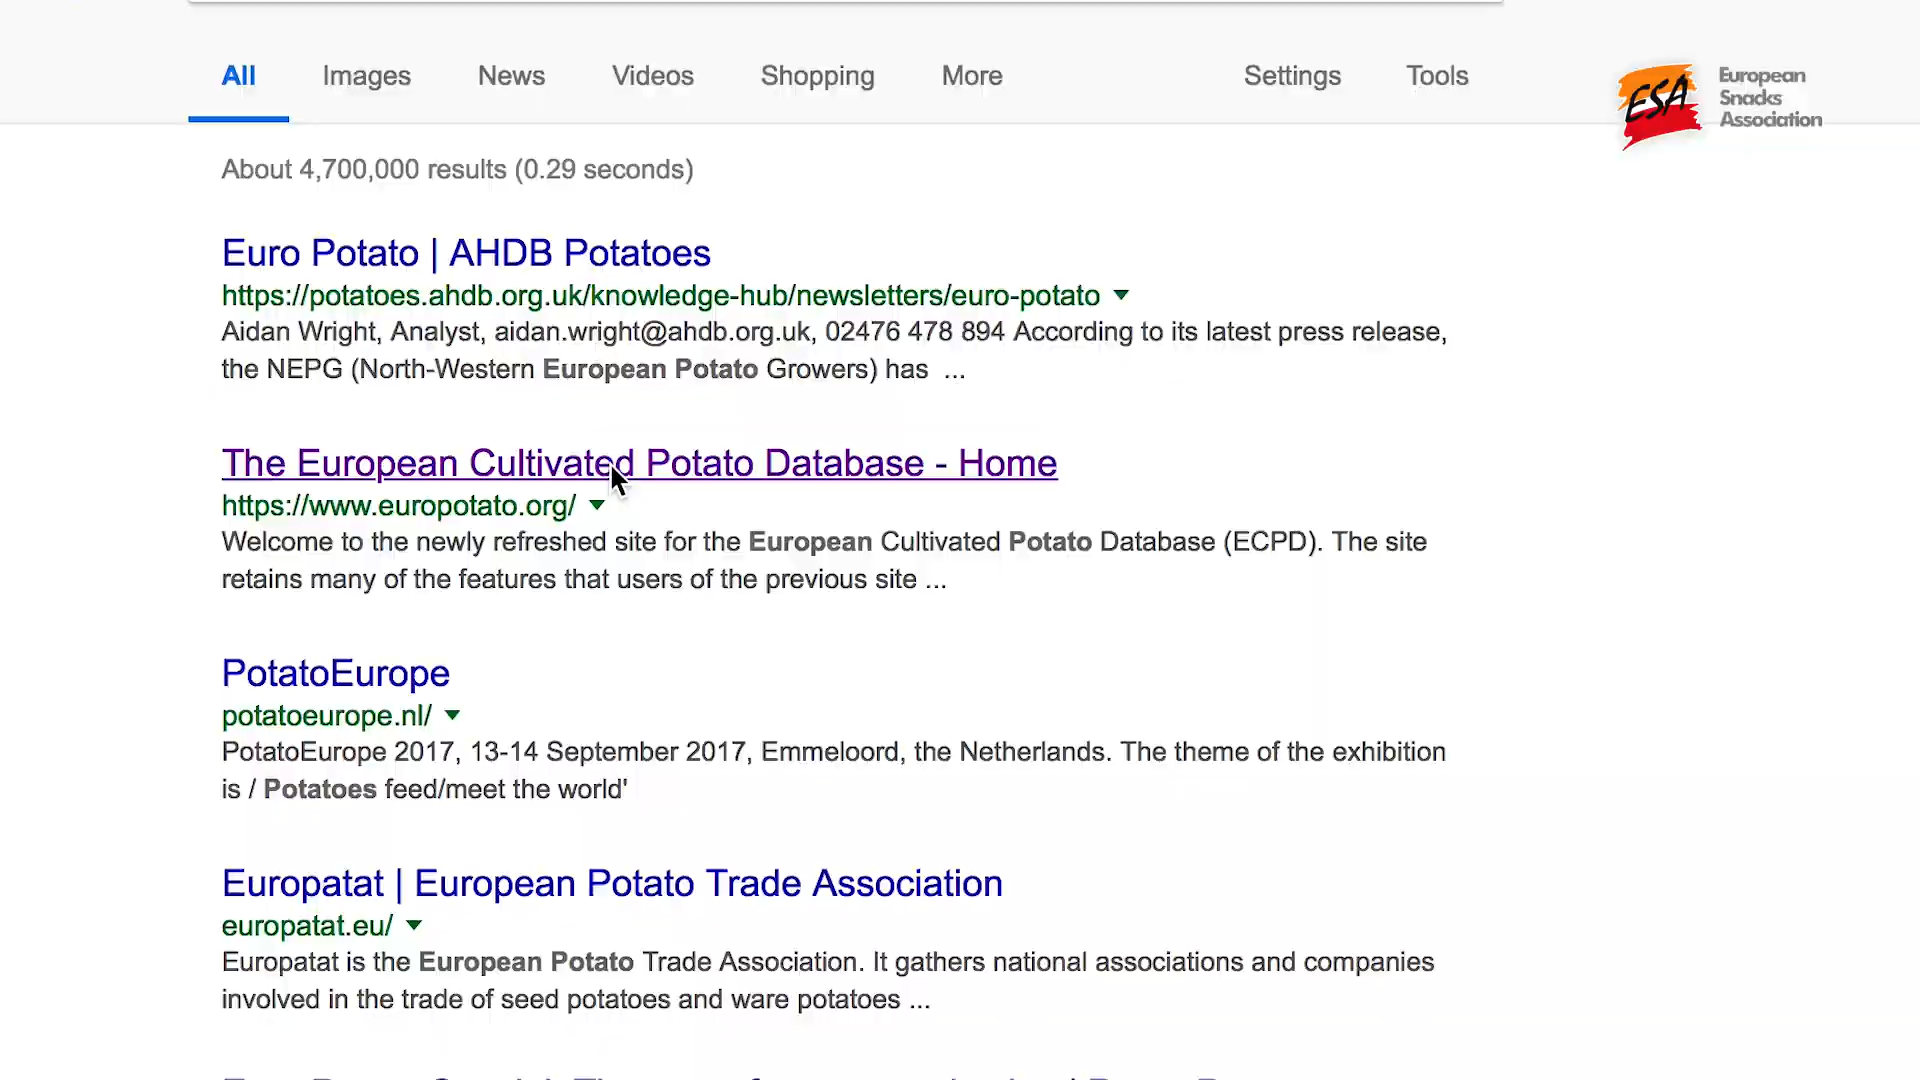 All Images News Videos Shopping More Settings Tools
ESA
European
Snacks
Association
About 4,700,000 results (0.29 seconds)
Euro Potato | AHDB Potatoes
https://potatoes.ahdb.org.uk/knowledge-hub/newsletters/euro-potato
Aidan Wright, Analyst, aidan.wright@ahdb.org.uk, 02476 478 894 According to its latest press release,
the NEPG (North-Western European Potato Growers) has ...
The European Cultivated Potato Database - Home
https://www.europotato.org/
Welcome to the newly refreshed site for the European Cultivated Potato Database (ECPD). The site
retains many of the features that users of the previous site ...
PotatoEurope
potatoeurope.nl/
PotatoEurope 2017, 13-14 September 2017, Emmeloord, the Netherlands. The theme of the exhibition
is / Potatoes feed/meet the world'
Europatat | European Potato Trade Association
europatat.eu/
Europatat is the European Potato Trade Association. It gathers national associations and companies
involved in the trade of seed potatoes and ware potatoes ...